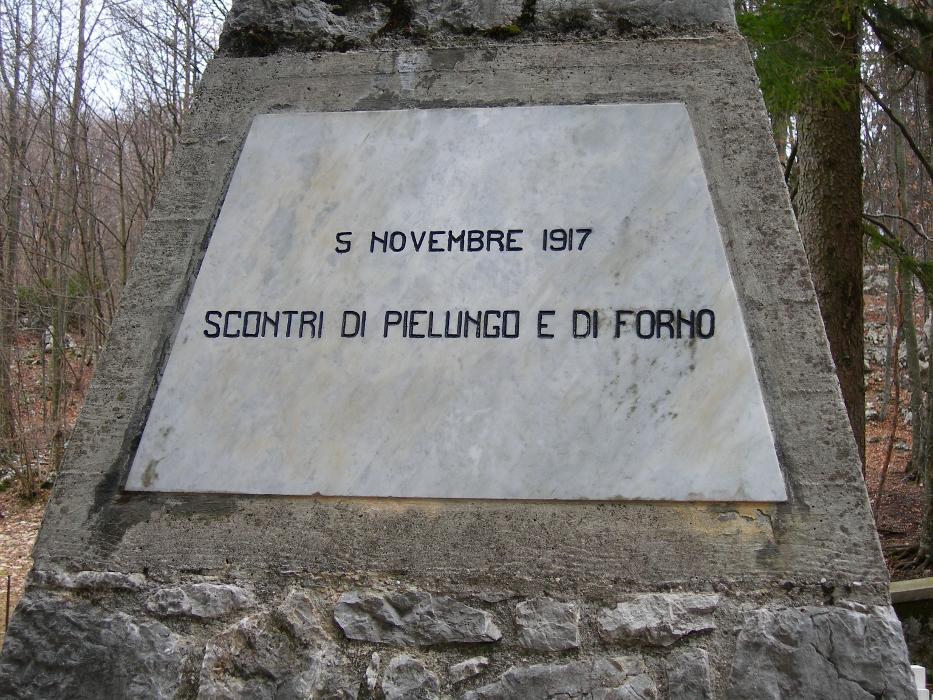 5 NOVEMBRE 1917
SCONTRI DI PIELUNGO E DI FORNO